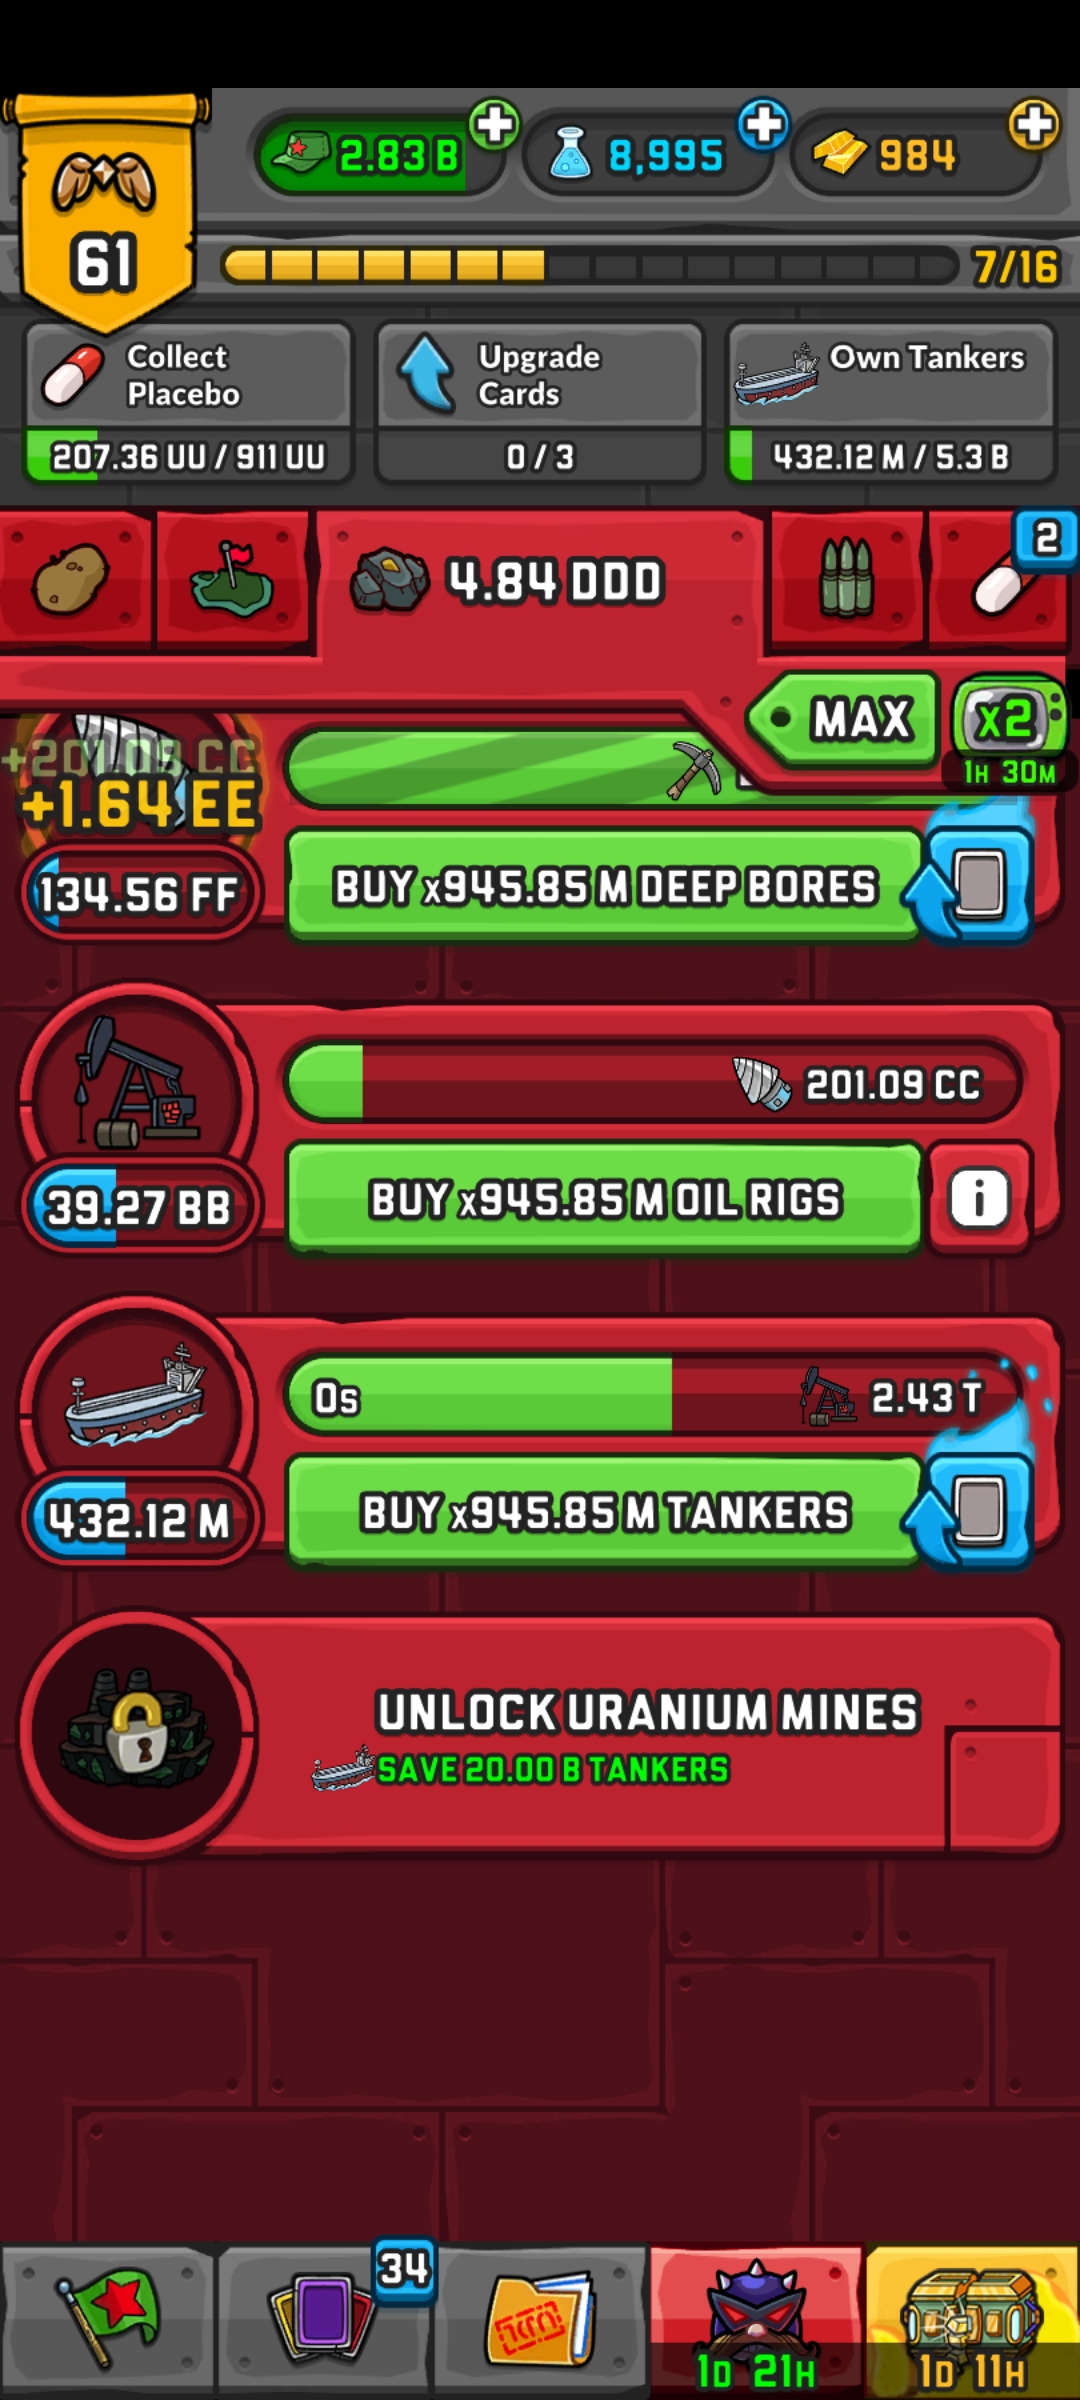 2.83 B
8,995
984
61
7/16
Collect
Placebo
207.36 UU / 911 UU
Upgrade
Cards
0 / 3
Own Tankers
432.12 M / 5.3 B
4.84 DDD
2
MAX
x2
1H 30M
+201.09 CC
+1.64 EE
134.56 FF
BUY x945.85 M DEEP BORES
201.09 CC
39.27 BB
BUY x945.85 M OIL RIGS
i
0s
2.43 T
432.12 M
BUY x945.85 M TANKERS
UNLOCK URANIUM MINES
SAVE 20.00 B TANKERS
34
1D 21H
1D 11H